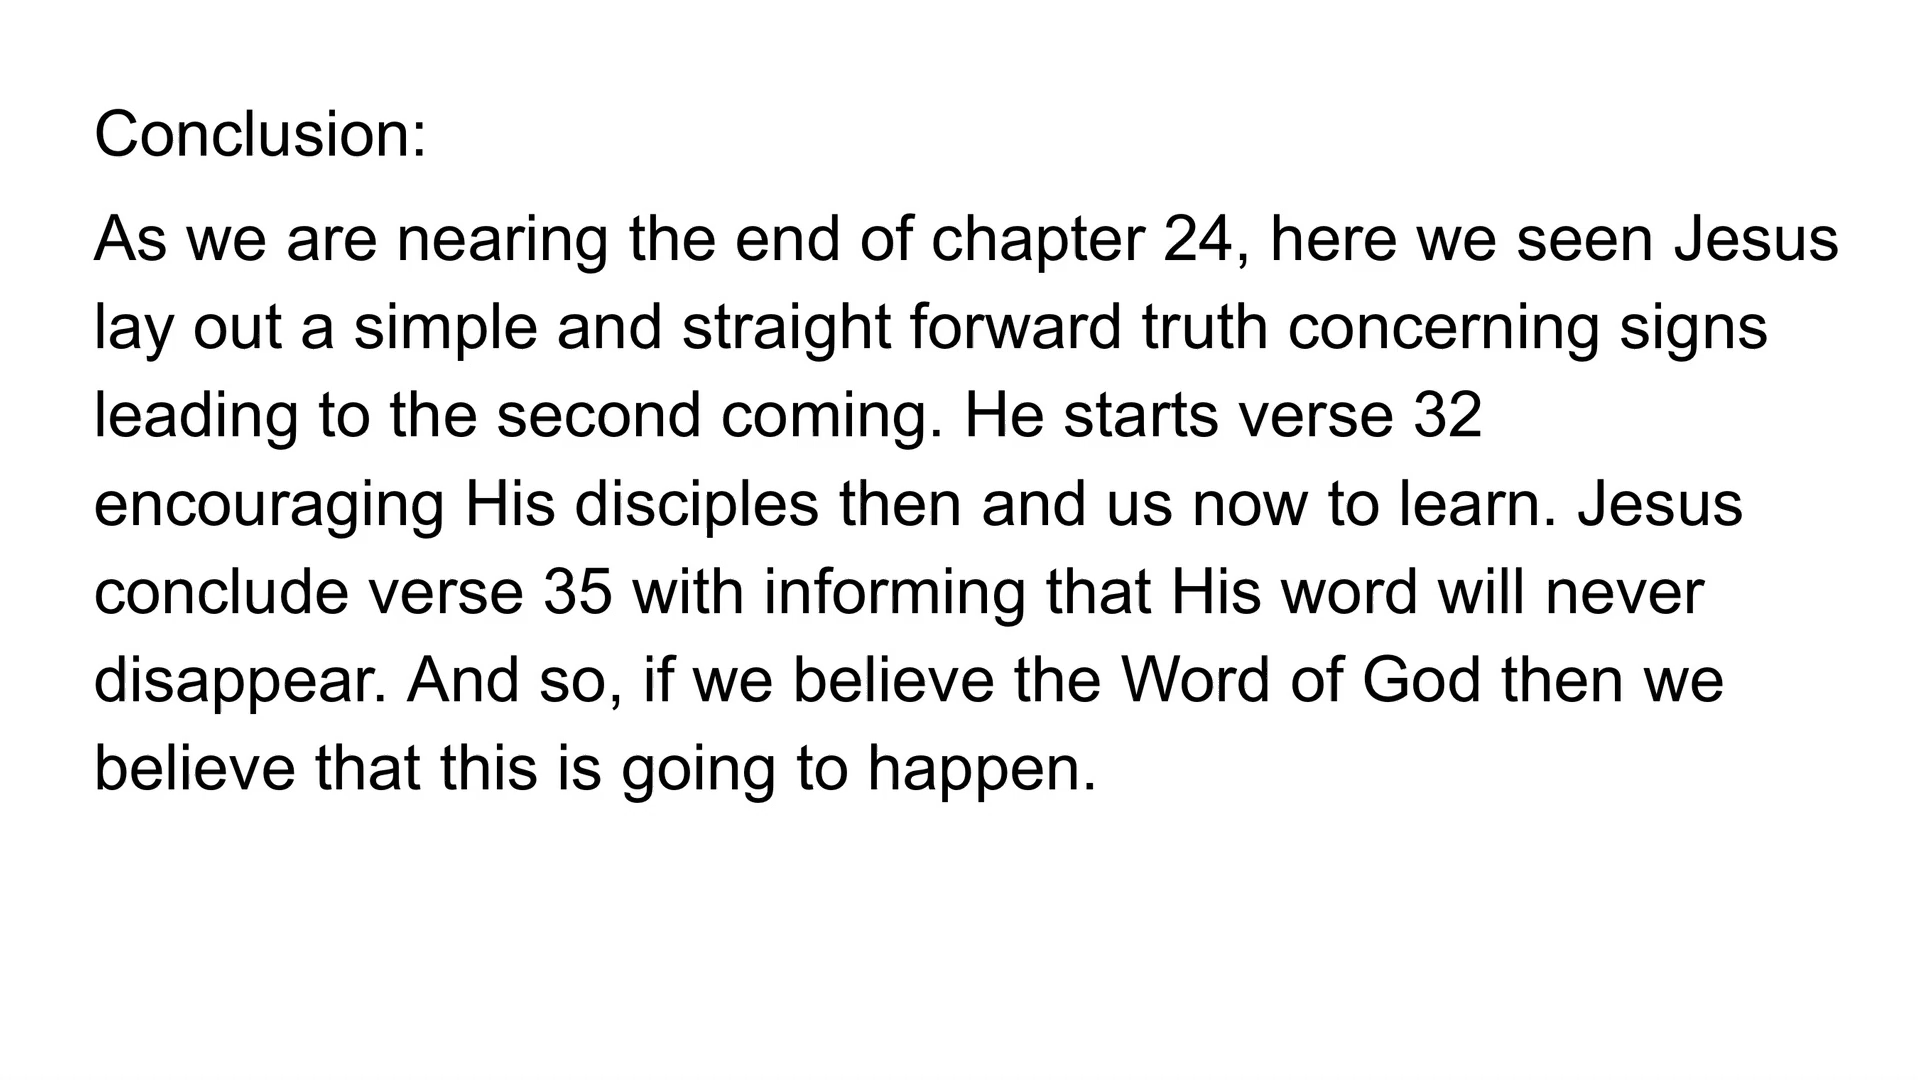 Conclusion:
As we are nearing the end of chapter 24, here we seen Jesus
lay out a simple and straight forward truth concerning signs
leading to the second coming. He starts verse 32
encouraging His disciples then and us now to learn. Jesus
conclude verse 35 with informing that His word will never
disappear. And so, if we believe the Word of God then we
believe that this is going to happen.